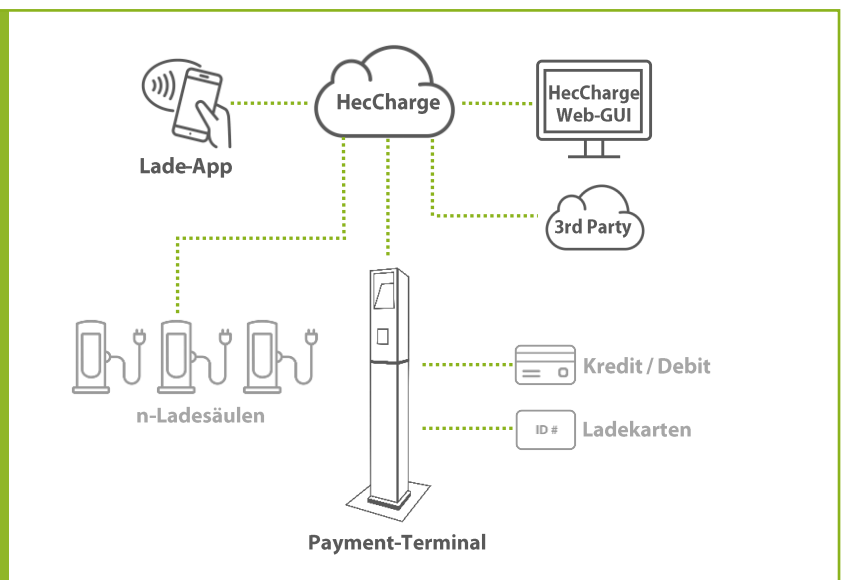 HecCharge
HecCharge
Web-GUI
Lade-App
3rd Party
n-Ladesäulen
Kredit / Debit
ID #
Ladekarten
Payment-Terminal